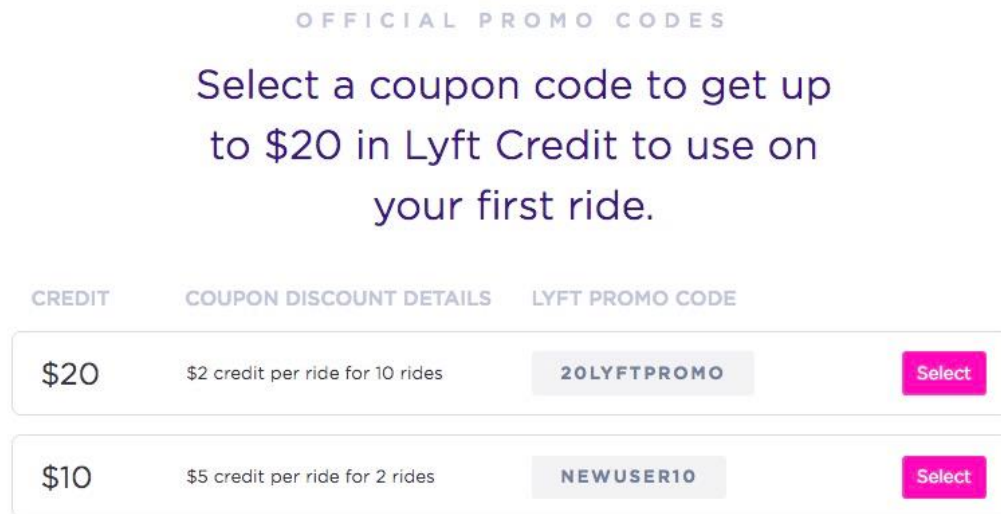 OFFICIAL PROMO CODES
Select a coupon code to get up
to $20 in Lyft Credit to use on
your first ride.
CREDIT COUPON DISCOUNT DETAILS LYFT PROMO CODE
$20 $2 credit per ride for 10 rides 20LYFTPROMO Select
$10 $5 credit per ride for 2 rides NEWUSER10 Select